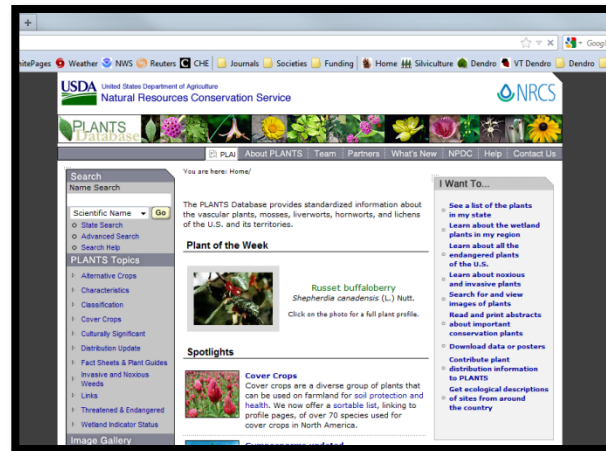 +
Goog
hitePages Weather NWS Reuters CHE Journals Societies Funding Home Silviculture Dendro VT Dendro Dendro
USDA United States Department of Agriculture
Natural Resources Conservation Service
NRCS
PLANTS
Database
PLAI About PLANTS Team Partners What's New NPDC Help Contact Us
Search
Name Search
Scientific Name Go
State Search
Advanced Search
Search Help
PLANTS Topics
Alternative Crops
Characteristics
Classification
Cover Crops
Culturally Significant
Distribution Update
Fact Sheets & Plant Guides
Invasive and Noxious
Weeds
Links
Threatened & Endangered
Wetland Indicator Status
Image Gallery
You are here: Home/
The PLANTS Database provides standardized information about
the vascular plants, mosses, liverworts, hornworts, and lichens
of the U.S. and its territories.
Plant of the Week
Russet buffaloberry
Shepherdia canadensis (L.) Nutt.
Click on the photo for a full plant profile.
Spotlights
Cover Crops
Cover crops are a diverse group of plants that
can be used on farmland for soil protection and
health. We now offer a sortable list, linking to
profile pages, of over 70 species used for
cover crops in North America.
Gymnosperms updated
I Want To...
See a list of the plants
in my state
Learn about the wetland
plants in my region
Learn about all the
endangered plants
of the U.S.
Learn about noxious
and invasive plants
Search for and view
images of plants
Read and print abstracts
about important
conservation plants
Download data or posters
Contribute plant
distribution information
to PLANTS
Get ecological descriptions
of sites from around
the country